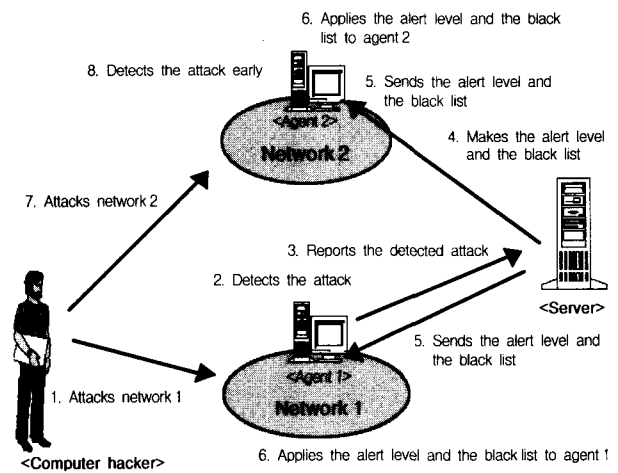 6. Applies the alert level and the black
list to agent 2
8. Detects the attack early
5. Sends the alert level and
the black list
<Agent 2>
Network 2
4. Makes the alert level
and the black list
7. Attacks network 2
3. Reports the detected attack
2. Detects the attack
<Server>
5. Sends the alert level and
the black list
<Agent 1>
1. Attacks network 1
Network 1
6. Applies the alert level and the black list to agent 1
<Computer hacker>